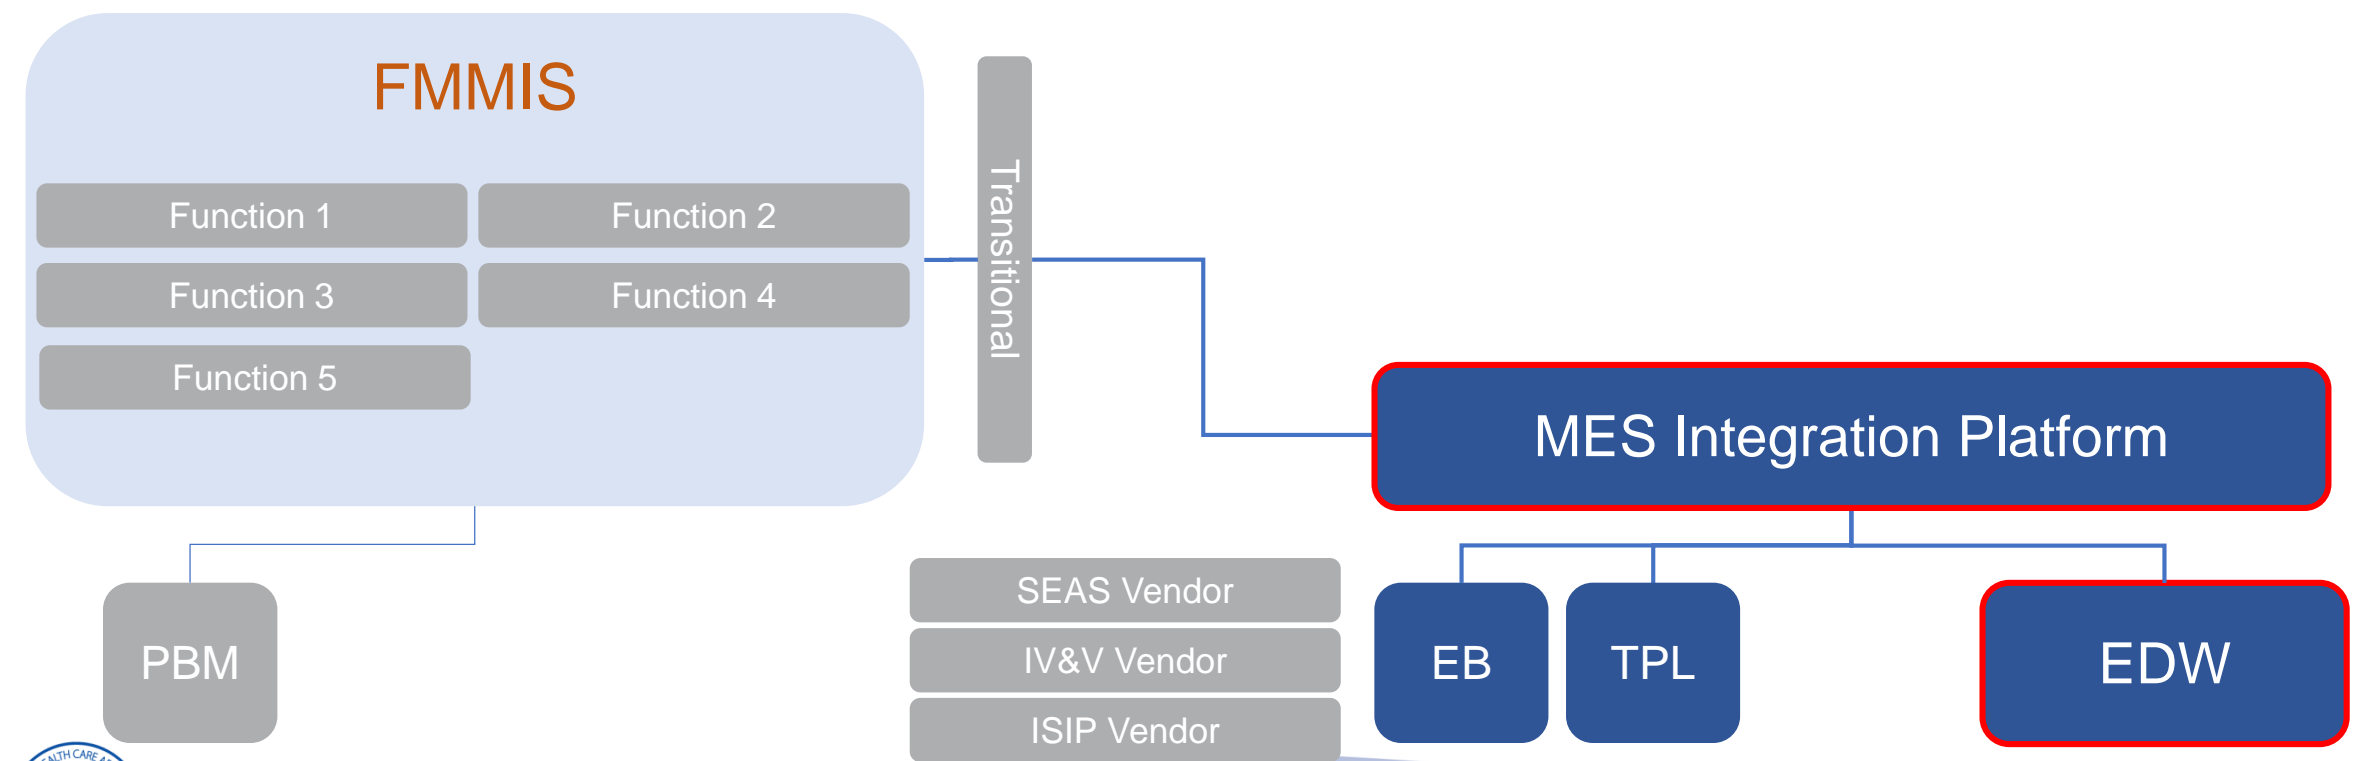 FMMIS
Function 1
Function 2
Function 3
Function 4
Function 5
Transitional
MES Integration Platform
PBM
SEAS Vendor
IV&V Vendor
ISIP Vendor
EB
TPL
EDW
CARE